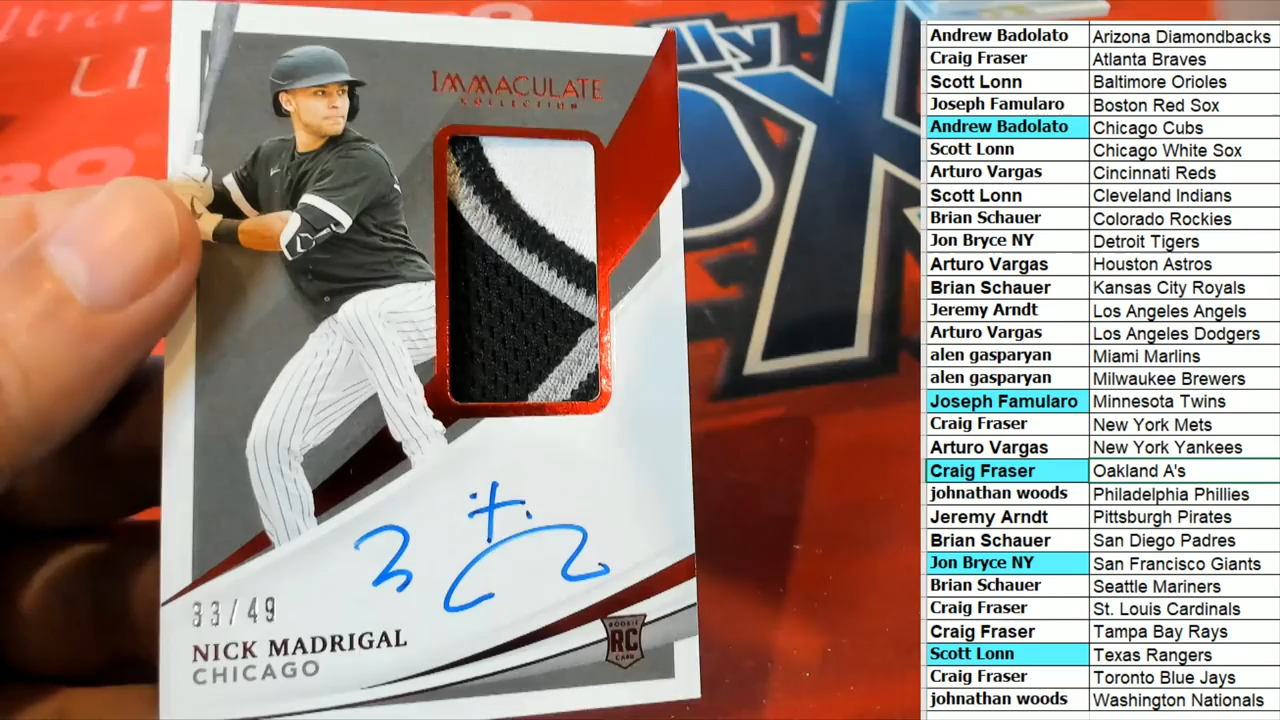 IMMACULATE
COLLECTION
33/49
NICK MADRIGAL
CHICAGO
ROOKIE
RC
CARD
lly
Andrew Badolato Arizona Diamondbacks
Craig Fraser Atlanta Braves
Scott Lonn Baltimore Orioles
Joseph Famularo Boston Red Sox
Andrew Badolato Chicago Cubs
Scott Lonn Chicago White Sox
Arturo Vargas Cincinnati Reds
Scott Lonn Cleveland Indians
Brian Schauer Colorado Rockies
Jon Bryce NY Detroit Tigers
Arturo Vargas Houston Astros
Brian Schauer Kansas City Royals
Jeremy Arndt Los Angeles Angels
Arturo Vargas Los Angeles Dodgers
alen gasparyan Miami Marlins
alen gasparyan Milwaukee Brewers
Joseph Famularo Minnesota Twins
Craig Fraser New York Mets
Arturo Vargas New York Yankees
Craig Fraser Oakland A's
johnathan woods Philadelphia Phillies
Jeremy Arndt Pittsburgh Pirates
Brian Schauer San Diego Padres
Jon Bryce NY San Francisco Giants
Brian Schauer Seattle Mariners
Craig Fraser St. Louis Cardinals
Craig Fraser Tampa Bay Rays
Scott Lonn Texas Rangers
Craig Fraser Toronto Blue Jays
johnathan woods Washington Nationals